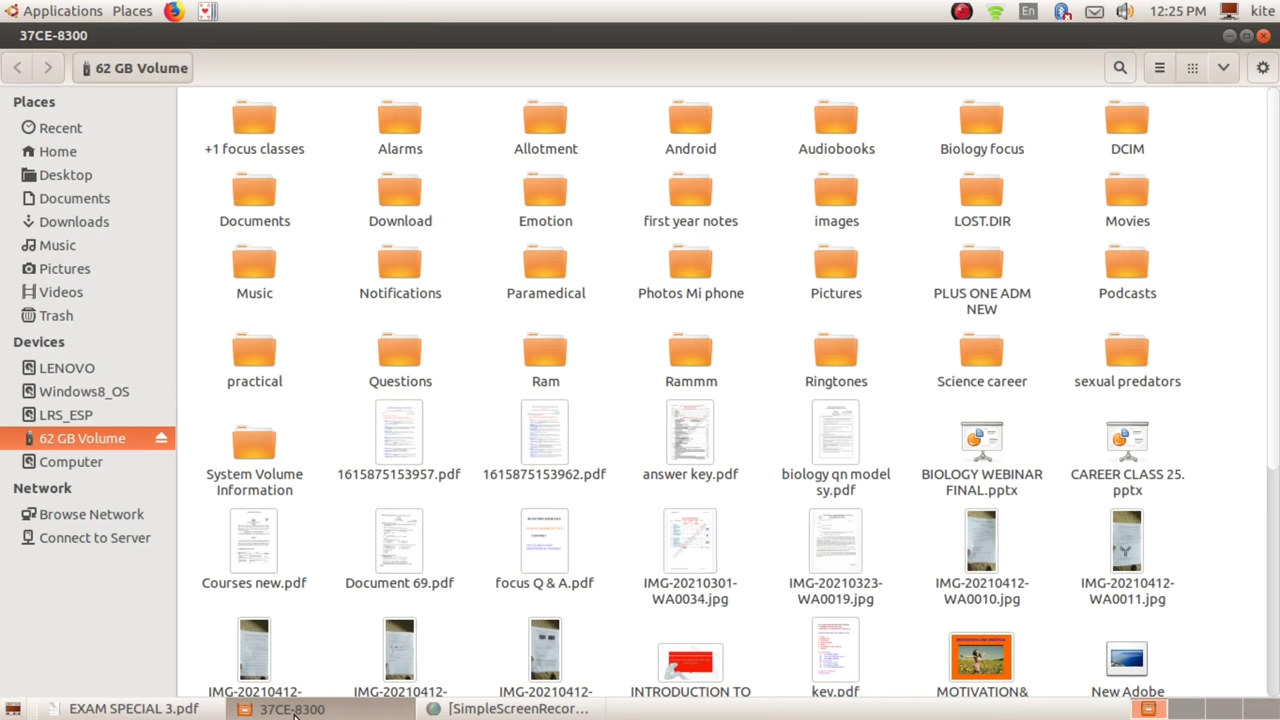 Applications Places En 12:25 PM kite
37CE-8300
62 GB Volume
Places
Recent
Home
Desktop
Documents
Downloads
Music
Pictures
Videos
Trash
Devices
LENOVO
Windows8_OS
LRS_ESP
62 GB Volume
Computer
Network
Browse Network
Connect to Server
+1 focus classes Alarms Allotment Android Audiobooks Biology focus DCIM
Documents Download Emotion first year notes images LOST.DIR Movies
Music Notifications Paramedical Photos Mi phone Pictures PLUS ONE ADM NEW Podcasts
practical Questions Ram Rammm Ringtones Science career sexual predators
System Volume Information 1615875153957.pdf 1615875153962.pdf answer key.pdf biology qn model sy.pdf BIOLOGY WEBINAR FINAL.pptx CAREER CLASS 25.pptx
Courses new.pdf Document 69.pdf focus Q & A.pdf IMG-20210301-WA0034.jpg IMG-20210323-WA0019.jpg IMG-20210412-WA0010.jpg IMG-20210412-WA0011.jpg
IMG-20210412- IMG-20210412- IMG-20210412- INTRODUCTION TO key.pdf MOTIVATION& New Adobe
EXAM SPECIAL 3.pdf 37CE-8300 [SimpleScreenRecor...